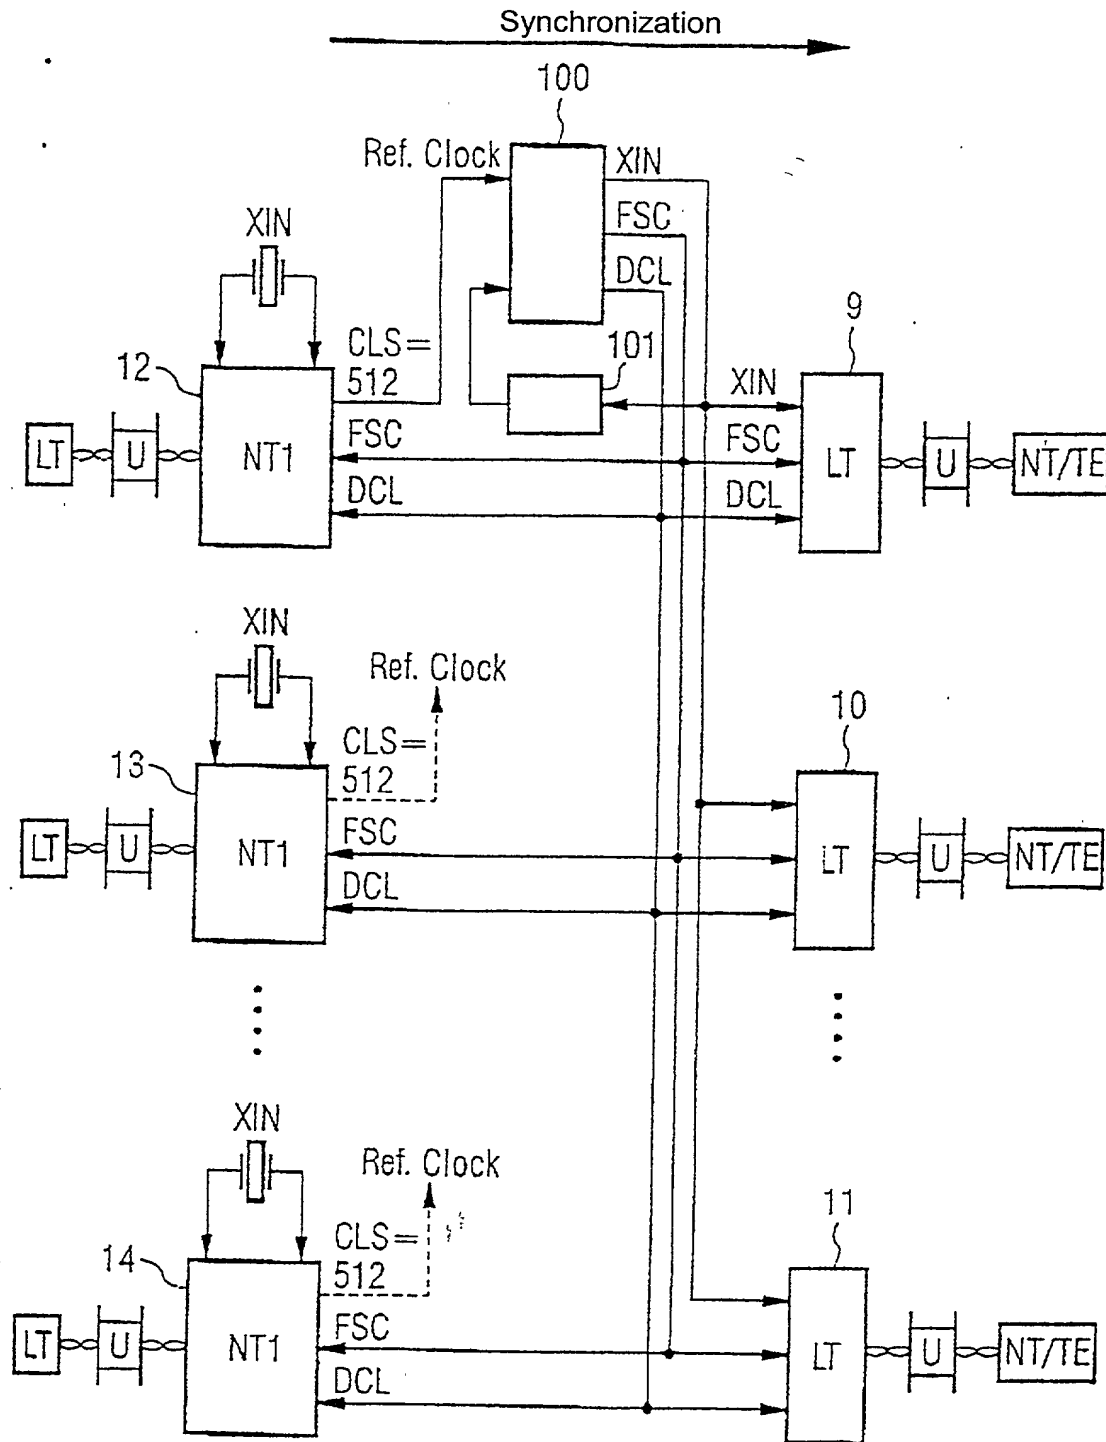 Synchronization
100
Ref. Clock
XIN
FSC
DCL
XIN
9
CLS=
512
101
12
XIN
FSC
FSC
DCL
DCL
LT
U
NT1
LT
U
NT/TE
XIN
Ref. Clock
10
13
CLS=
512
FSC
LT
U
NT1
LT
U
NT/TE
DCL
XIN
Ref. Clock
11
14
CLS=
512
FSC
LT
U
NT1
LT
U
NT/TE
DCL